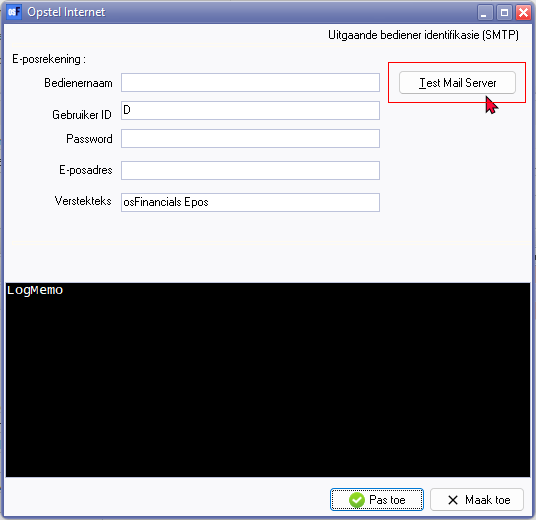 Opstel Internet
Uitgaande bediener identifikasie (SMTP)
E-posrekening :
Bedienernaam
Test Mail Server
Gebruiker ID
D
Password
E-posadres
Verstekteks
osFinancials Epos
LogMemo
Pas toe
Maak toe